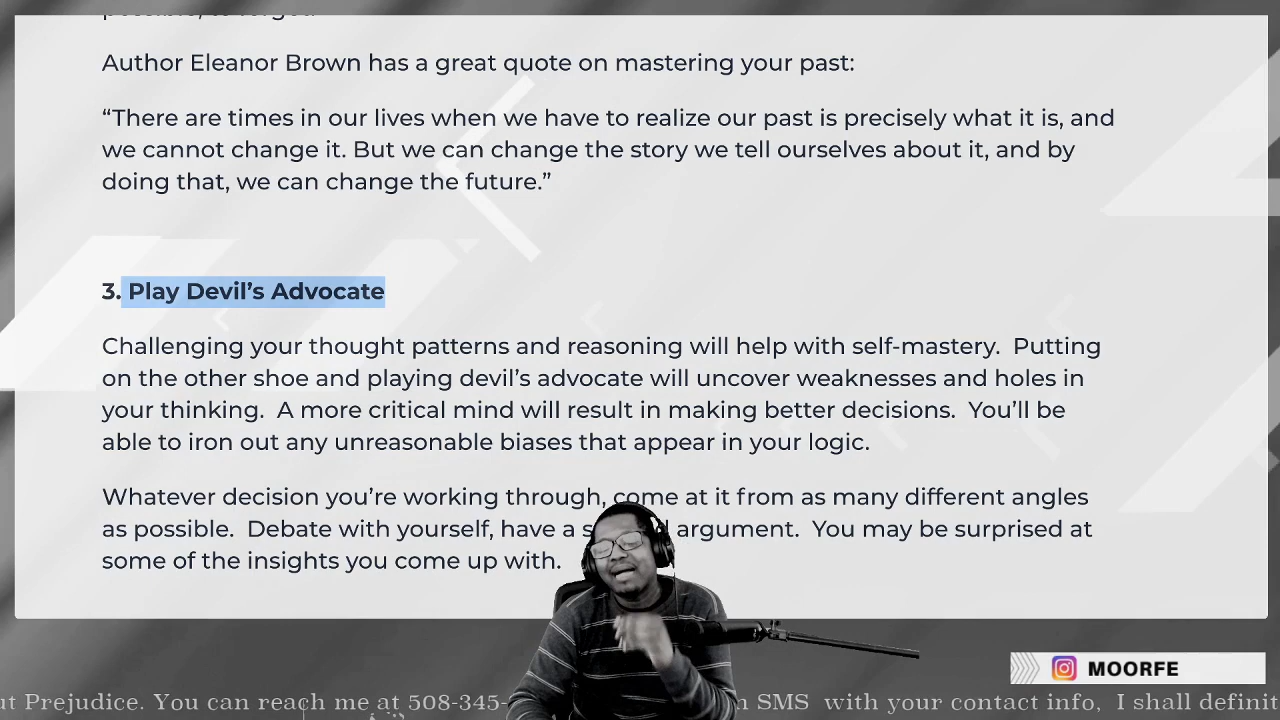 Author Eleanor Brown has a great quote on mastering your past:
“There are times in our lives when we have to realize our past is precisely what it is, and
we cannot change it. But we can change the story we tell ourselves about it, and by
doing that, we can change the future.”
3. Play Devil’s Advocate
Challenging your thought patterns and reasoning will help with self-mastery.  Putting
on the other shoe and playing devil’s advocate will uncover weaknesses and holes in
your thinking.  A more critical mind will result in making better decisions.  You’ll be
able to iron out any unreasonable biases that appear in your logic.
Whatever decision you’re working through, come at it from as many different angles
as possible.  Debate with yourself, have a argument.  You may be surprised at
some of the insights you come up with.
MOORFE
Prejudice. You can reach me at 508-345- SMS with your contact info, I shall